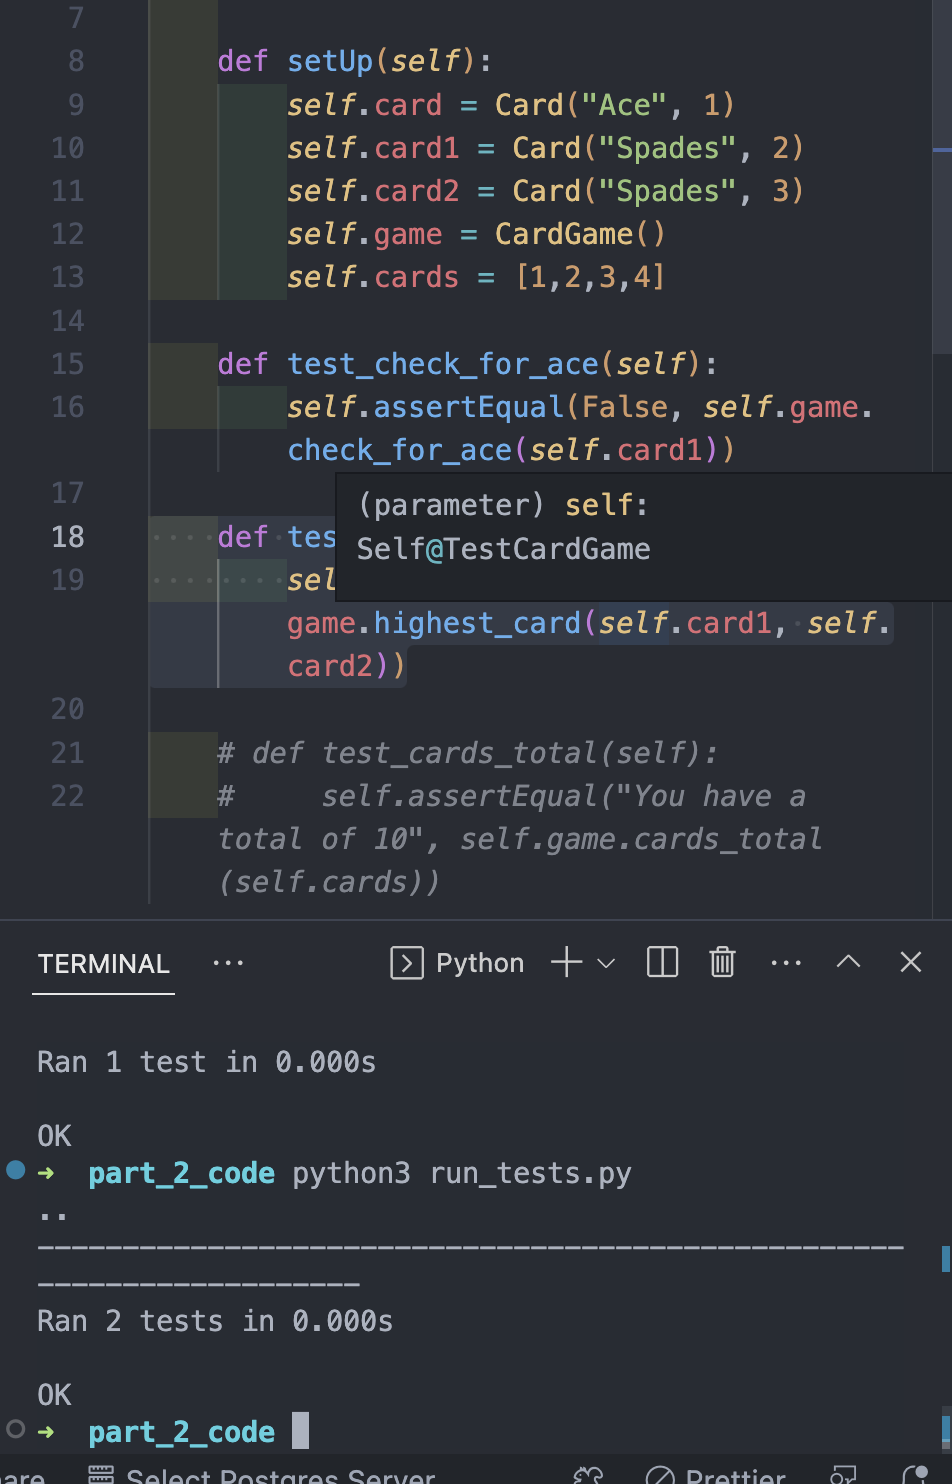 7
8 def setUp(self):
9 self.card = Card("Ace", 1)
10 self.card1 = Card("Spades", 2)
11 self.card2 = Card("Spades", 3)
12 self.game = CardGame()
13 self.cards = [1,2,3,4]
14
15 def test_check_for_ace(self):
16 self.assertEqual(False, self.game.
check_for_ace(self.card1))
17
(parameter) self:
Self@TestCardGame
18 def tes
19 sel
game.highest_card(self.card1, self.
card2))
20
21 # def test_cards_total(self):
22 # self.assertEqual("You have a
total of 10", self.game.cards_total
(self.cards))
TERMINAL ··· Python ···
Ran 1 test in 0.000s
OK
➜ part_2_code python3 run_tests.py
..
----------------------------------------------------------------------
Ran 2 tests in 0.000s
OK
➜ part_2_code
are Select Postgres Server Prettier